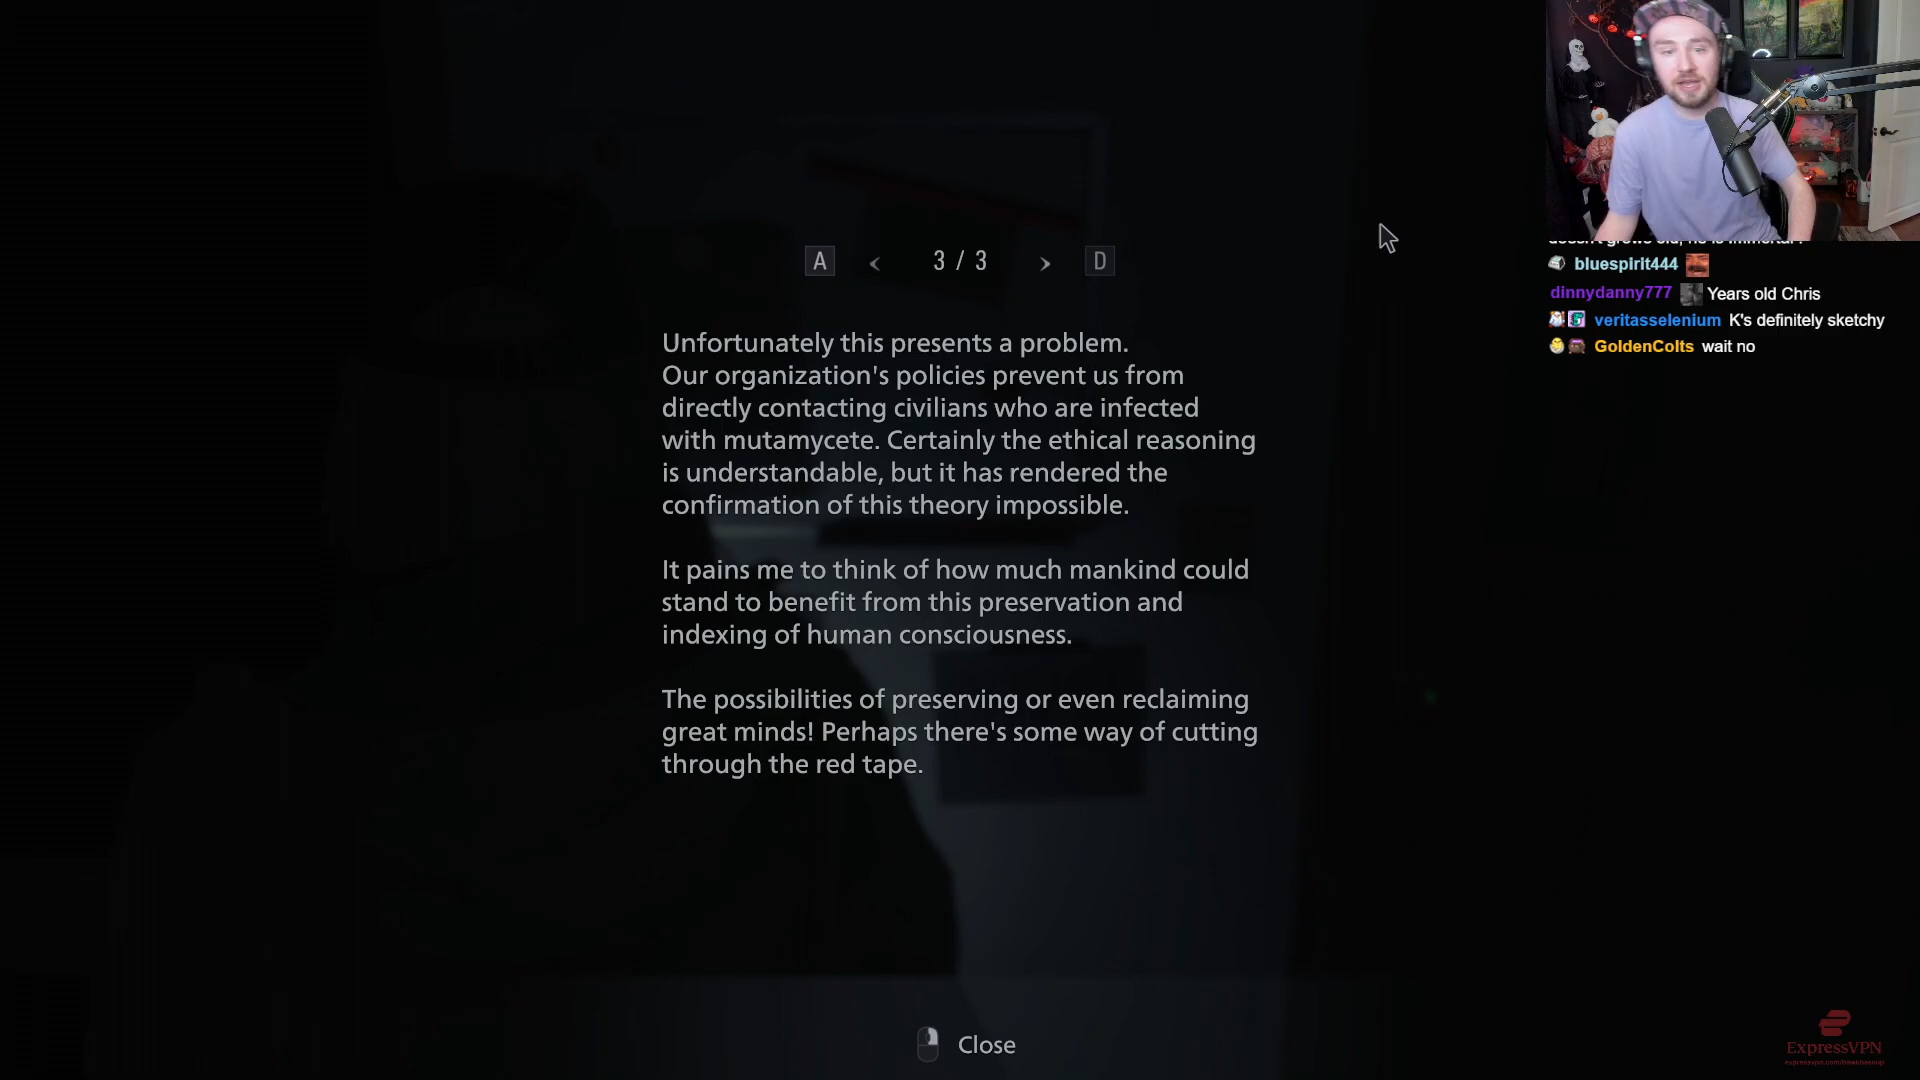 A < 3 / 3 > D
Unfortunately this presents a problem.
Our organization's policies prevent us from
directly contacting civilians who are infected
with mutamycete. Certainly the ethical reasoning
is understandable, but it has rendered the
confirmation of this theory impossible.
It pains me to think of how much mankind could
stand to benefit from this preservation and
indexing of human consciousness.
The possibilities of preserving or even reclaiming
great minds! Perhaps there's some way of cutting
through the red tape.
Close
bluespirit444
dinnydanny777 Years old Chris
veritasselenium K's definitely sketchy
GoldenColts wait no
ExpressVPN